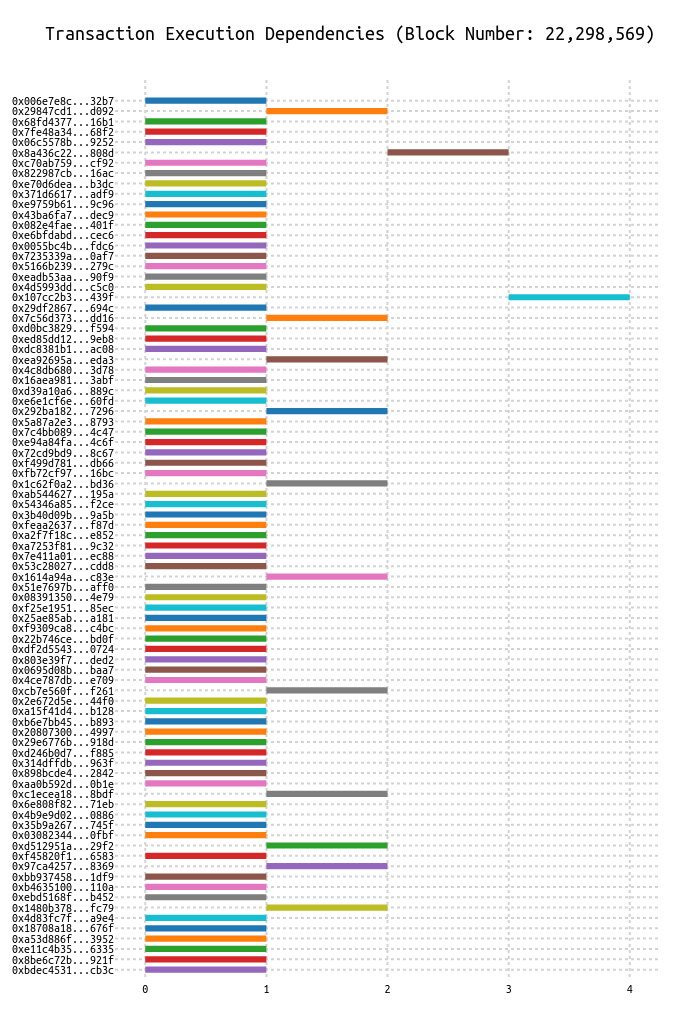 Transaction Execution Dependencies (Block Number: 22,298,569)
0x006e7e8c...32b7
0x29847cd1...d092
0x68fd4377...16b1
0x7fe48a34...68f2
0x06c5578b...9252
0x8a436c22...808d
0xc70ab759...cf92
0x822987cb...16ac
0xe70d6dea...b3dc
0x371d6617...adf9
0xe9759b61...9c96
0x43ba6fa7...dec9
0x082e4fae...401f
0xe6bfdabd...cec6
0x0055bc4b...fdc6
0x7235339a...0af7
0x5166b239...279c
0xeadb53aa...90f9
0x4d5993dd...c5c0
0x107cc2b3...439f
0x29df2867...694c
0x7c56d373...dd16
0xd0bc3829...f594
0xed85dd12...9eb8
0xdc8381b1...ac08
0xea92695a...eda3
0x4c8db680...3d78
0x16aea981...3abf
0xd39a10a6...889c
0xe6e1cf6e...60fd
0x292ba182...7296
0x5a87a2e3...8793
0x7c4bb089...4c47
0xe94a84fa...4c6f
0x72cd9bd9...8c67
0xf499d781...db66
0xfb72cf97...16bc
0x1c62f0a2...bd36
0xab544627...195a
0x54346a85...f2ce
0x3b40d09b...9a5b
0xfeaa2637...f87d
0xa2f7f18c...e852
0xa7253f81...9c32
0x7e411a01...ec88
0x53c28027...cdd8
0x1614a94a...c83e
0x51e7697b...aff0
0x08391350...4e79
0xf25e1951...85ec
0x25ae85ab...a181
0xf9309ca8...c4bc
0x22b746ce...bd0f
0xdf2d5543...0724
0x803e39f7...ded2
0x0695d08b...baa7
0x4ce787db...e709
0xcb7e560f...f261
0x2e672d5e...44f0
0xa15f41d4...b128
0xb6e7bb45...b893
0x20807300...4997
0x29e6776b...918d
0xd246b0d7...f885
0x314dffdb...963f
0x898bcde4...2842
0xaa0b592d...0b1e
0xc1ecea18...8bdf
0x6e808f82...71eb
0x4b9e9d02...0886
0x35b9a267...745f
0x03082344...0fbf
0xd512951a...29f2
0xf45820f1...6583
0x97ca4257...8369
0xbb937458...1df9
0xb4635100...110a
0xebd5168f...b452
0x1480b378...fc79
0x4d83fc7f...a9e4
0x18708a18...676f
0xa53d886f...3952
0xe11c4b35...6335
0x8be6c72b...921f
0xbdec4531...cb3c
0 1 2 3 4